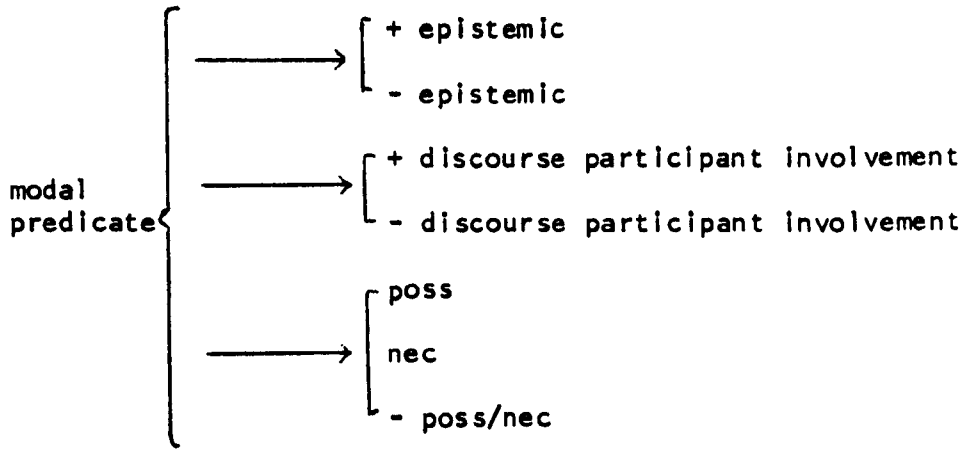 + epistemic
- epistemic
+ discourse participant involvement
modal
predicate
- discourse participant involvement
poss
nec
- poss/nec